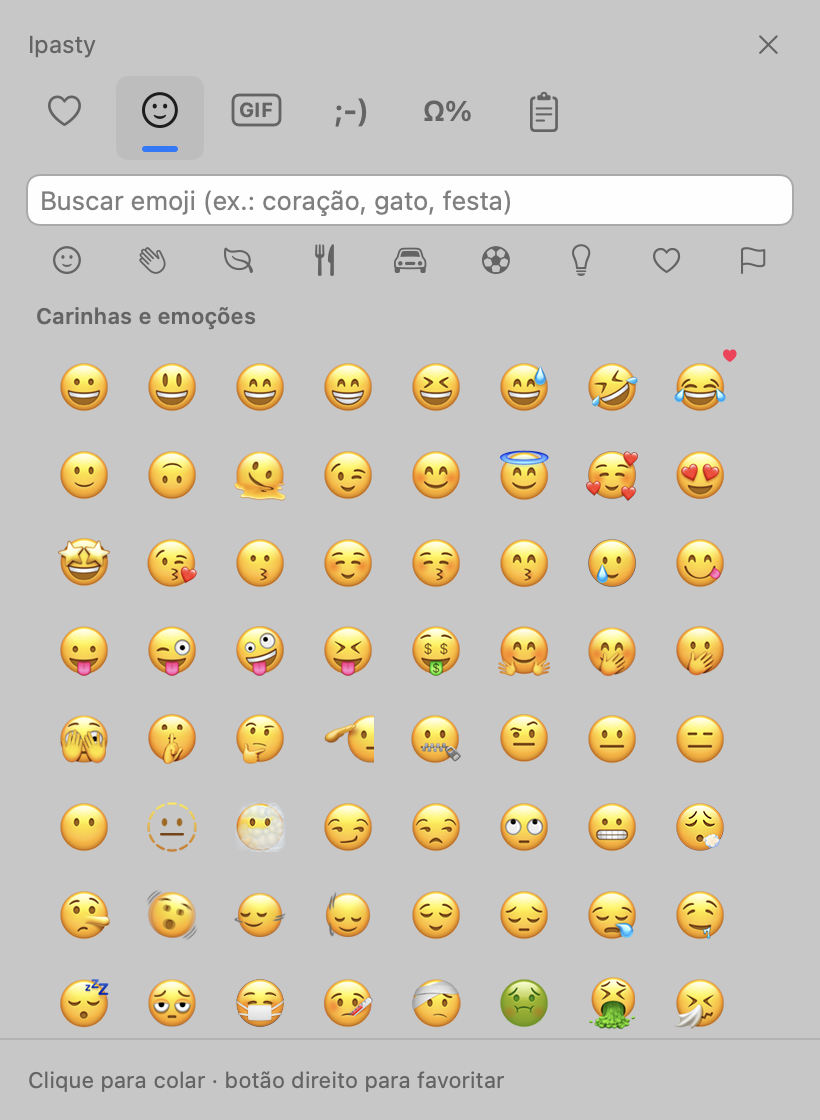 Ipasty
GIF
;-)
Ω%
Buscar emoji (ex.: coração, gato, festa)
Carinhas e emoções
Clique para colar · botão direito para favoritar